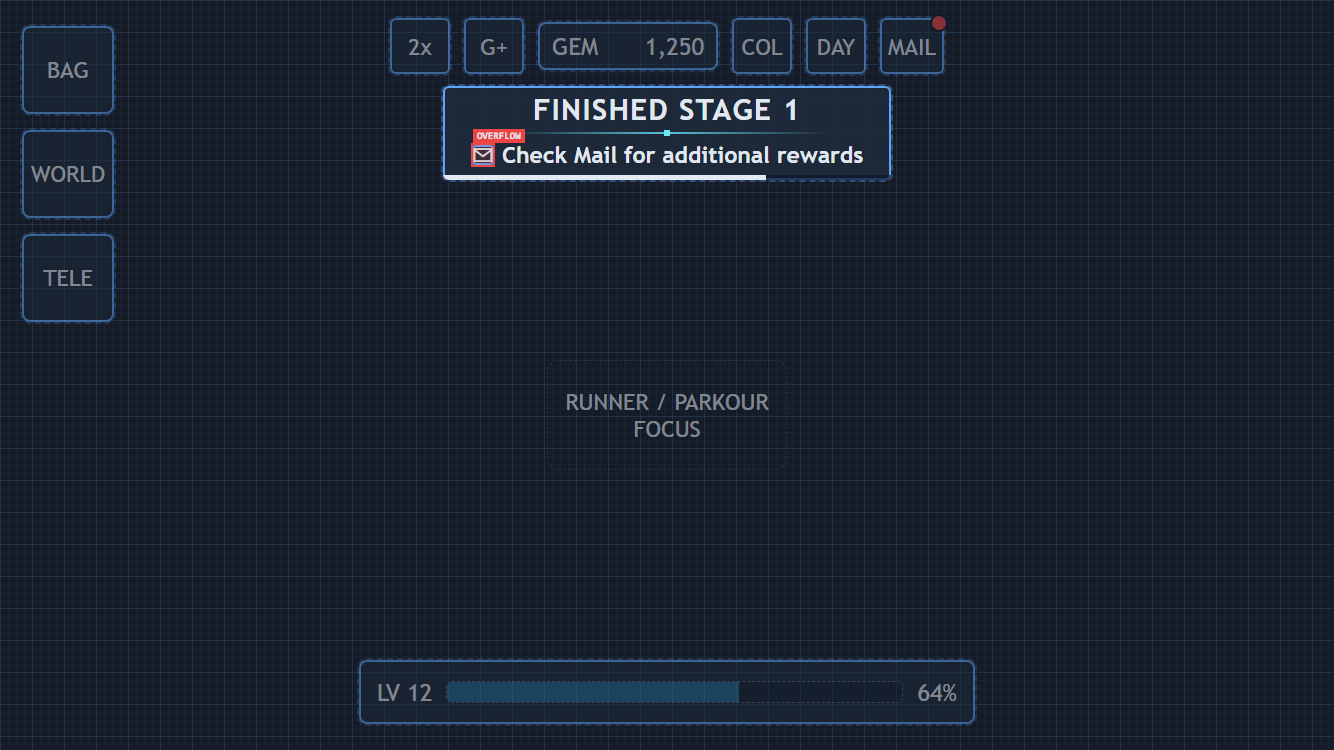 BAG
WORLD
TELE
2x
G+
GEM 1,250
COL
DAY
MAIL
FINISHED STAGE 1
OVERFLOW
Check Mail for additional rewards
RUNNER / PARKOUR
FOCUS
LV 12
64%